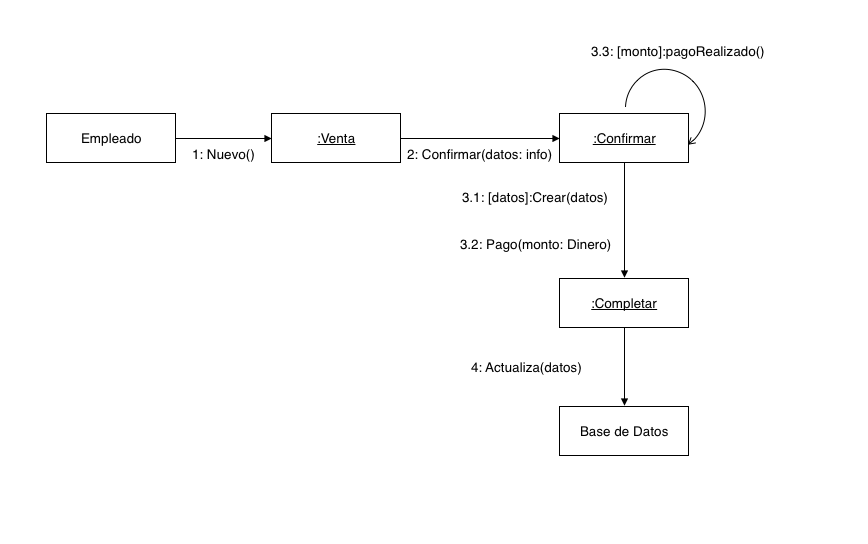 3.3: [monto]:pagoRealizado()
Empleado
:Venta
:Confirmar
1: Nuevo()
2: Confirmar(datos: info)
3.1: [datos]:Crear(datos)
3.2: Pago(monto: Dinero)
:Completar
4: Actualiza(datos)
Base de Datos